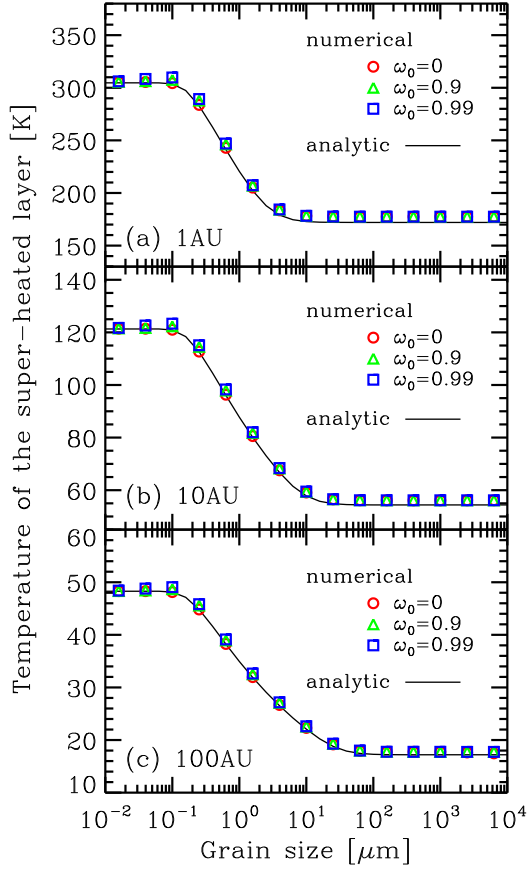 Temperature of the super−heated layer [K]
350
300
250
200
150
numerical
ω₀=0
ω₀=0.9
ω₀=0.99
analytic
(a) 1AU
140
120
100
80
60
numerical
ω₀=0
ω₀=0.9
ω₀=0.99
analytic
(b) 10AU
60
50
40
30
20
10
numerical
ω₀=0
ω₀=0.9
ω₀=0.99
analytic
(c) 100AU
10⁻² 10⁻¹ 10⁰ 10¹ 10² 10³ 10⁴
Grain size [μm]